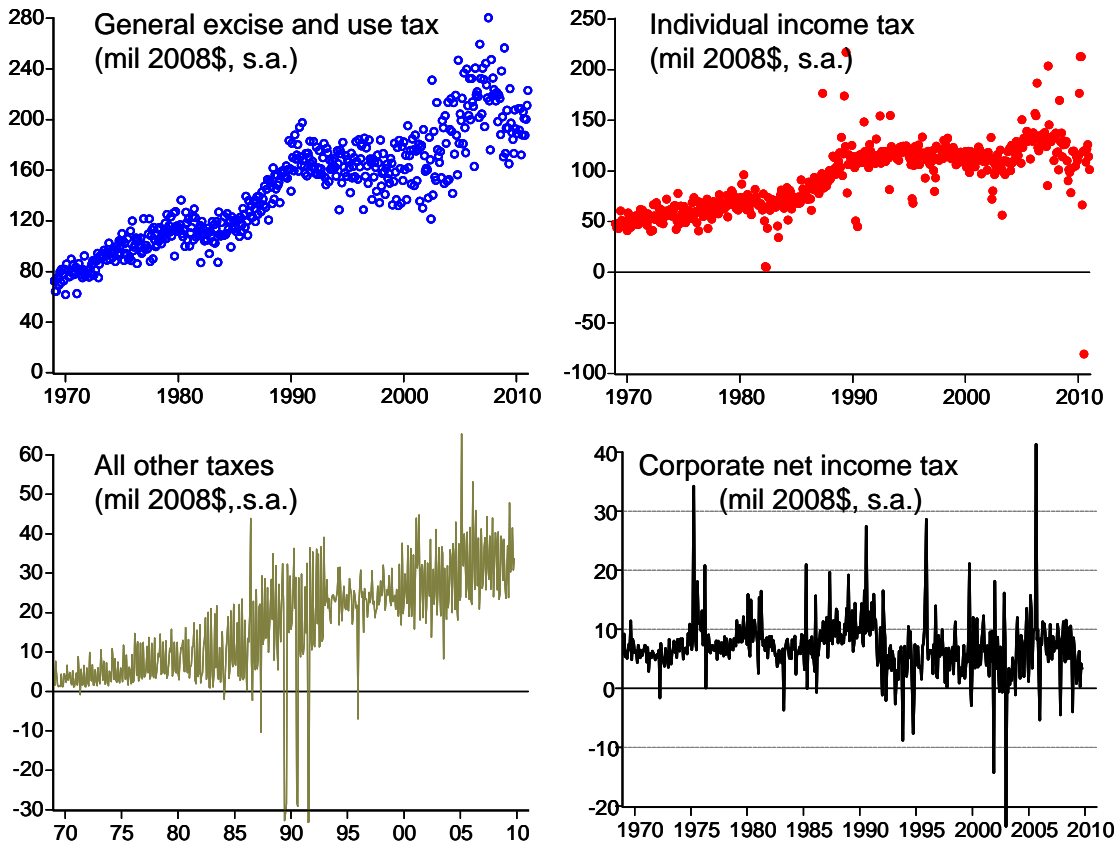 General excise and use tax
(mil 2008$, s.a.)
280
240
200
160
120
80
40
0
1970 1980 1990 2000 2010
Individual income tax
(mil 2008$, s.a.)
250
200
150
100
50
0
-50
-100
1970 1980 1990 2000 2010
All other taxes
(mil 2008$,.s.a.)
60
50
40
30
20
10
0
-10
-20
-30
70 75 80 85 90 95 00 05 10
Corporate net income tax
(mil 2008$, s.a.)
40
30
20
10
0
-10
-20
1970 1975 1980 1985 1990 1995 2000 2005 2010